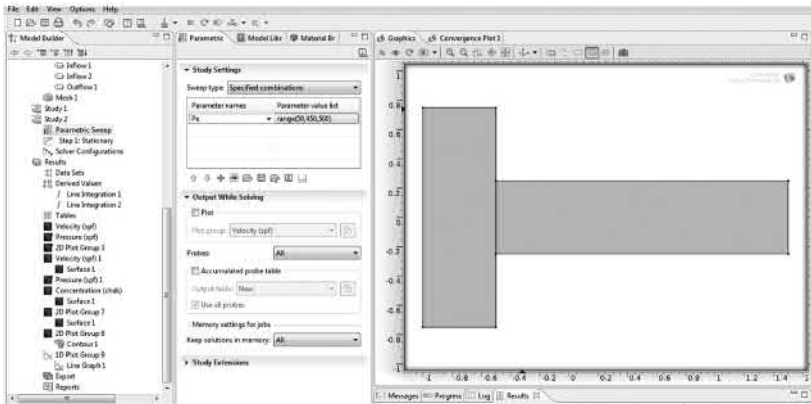 File Edit View Options Help
Model Builder
Inflow 1
Inflow 2
Outflow 1
Mesh 1
Study 1
Study 2
Parametric Sweep
Step 1: Stationary
Solver Configurations
Results
Data Sets
Derived Values
Line Integration 1
Line Integration 2
Tables
Velocity (spf)
Pressure (spf)
2D Plot Group 3
Velocity (spf) 1
Surface 1
Pressure (spf) 1
Concentration (chds)
Surface 1
2D Plot Group 7
Surface 1
2D Plot Group 8
Contour 1
1D Plot Group 9
Line Graph 1
Export
Reports
Parametric Model Libr Material Br
Study Settings
Sweep type: Specified combinations
Parameter names Parameter value list
Pe range(50,450,500)
Output While Solving
Plot
Plot group: Velocity (spf)
Probes: All
Accumulated probe table
Output table: New
Use all probes
Memory settings for jobs
Keep solutions in memory: All
Study Extensions
Graphics Convergence Plot 1
1
0.8
0.6
0.4
0.2
0
-0.2
-0.4
-0.6
-0.8
-1
-1 -0.8 -0.6 -0.4 -0.2 0 0.2 0.4 0.6 0.8 1 1.2 1.4
Messages Progress Log Results